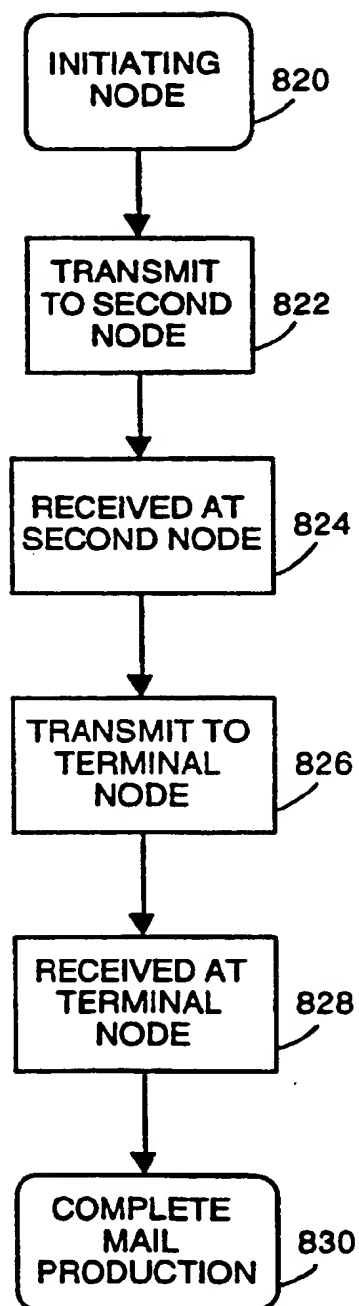 INITIATING
NODE
820
TRANSMIT
TO SECOND
NODE
822
RECEIVED AT
SECOND NODE
824
TRANSMIT TO
TERMINAL
NODE
826
RECEIVED AT
TERMINAL
NODE
828
COMPLETE
MAIL
PRODUCTION
830